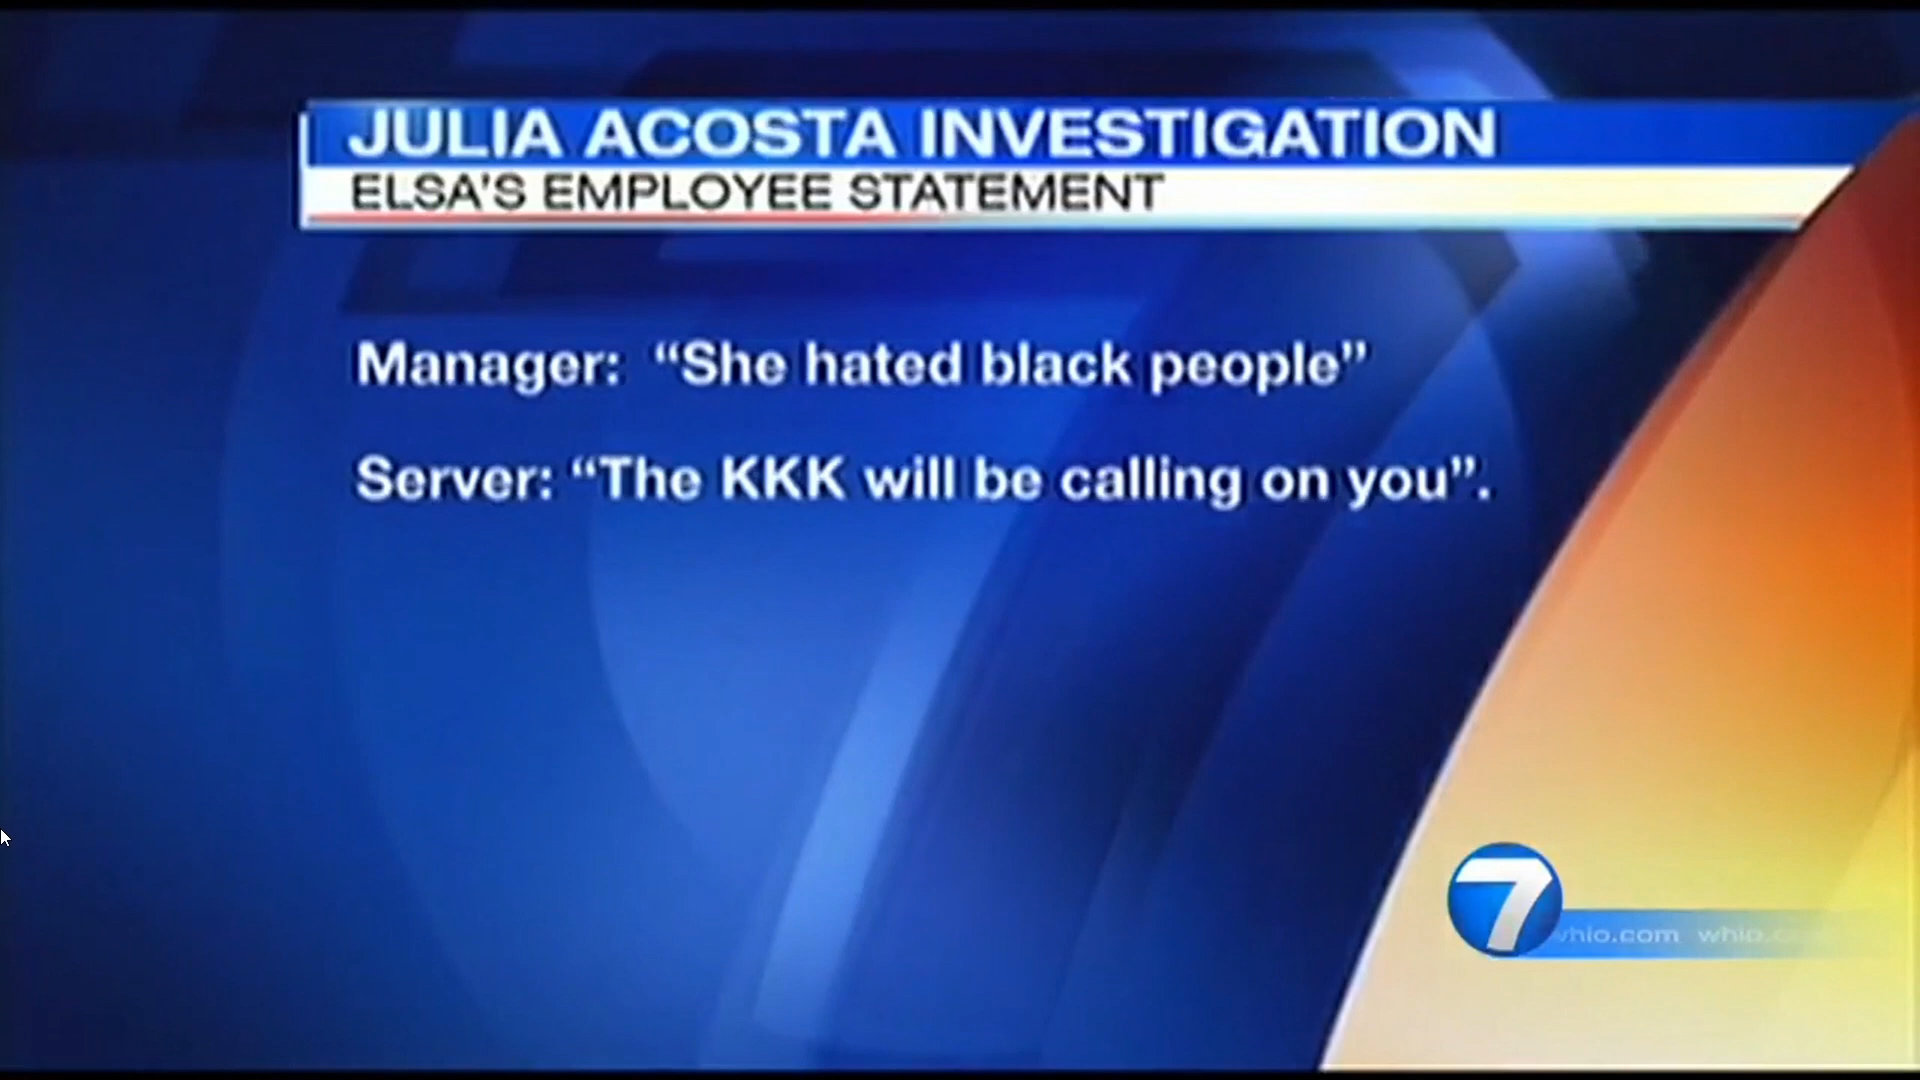 JULIA ACOSTA INVESTIGATION
ELSA'S EMPLOYEE STATEMENT
Manager: “She hated black people”
Server: “The KKK will be calling on you”.
7
whio.com whio.